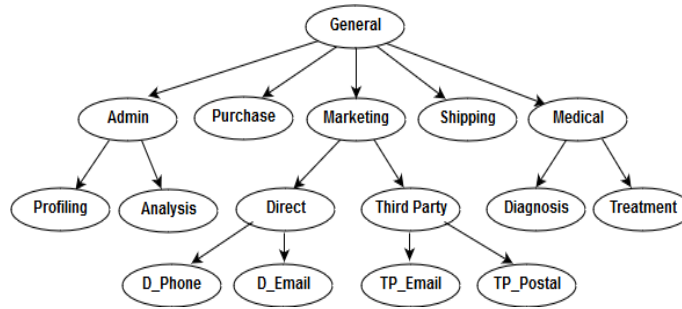 General
Admin
Purchase
Marketing
Shipping
Medical
Profiling
Analysis
Direct
Third Party
Diagnosis
Treatment
D_Phone
D_Email
TP_Email
TP_Postal